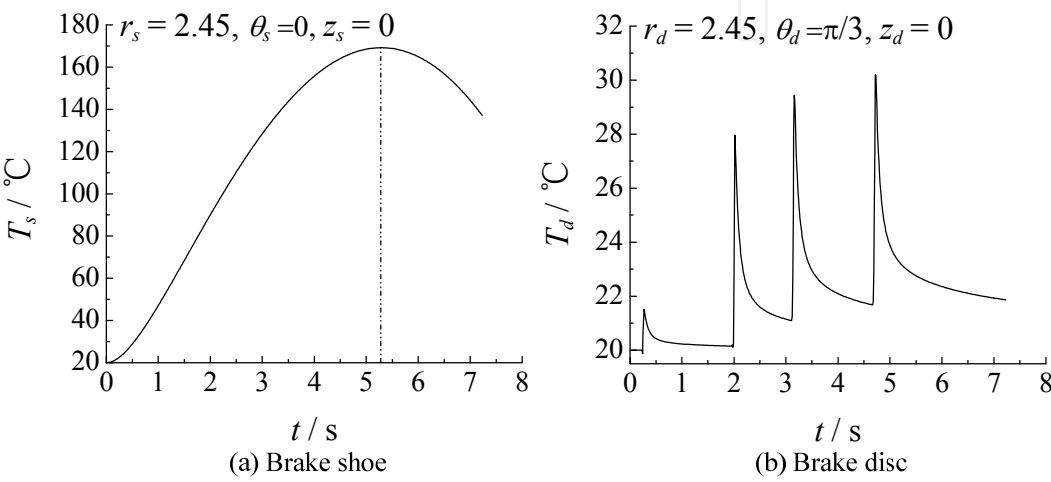 r_s = 2.45, θ_s =0, z_s = 0
180
160
140
120
100
80
60
40
20
0 1 2 3 4 5 6 7 8
T_s / ℃
t / s
(a) Brake shoe
r_d = 2.45, θ_d =π/3, z_d = 0
32
30
28
26
24
22
20
0 1 2 3 4 5 6 7 8
T_d / ℃
t / s
(b) Brake disc